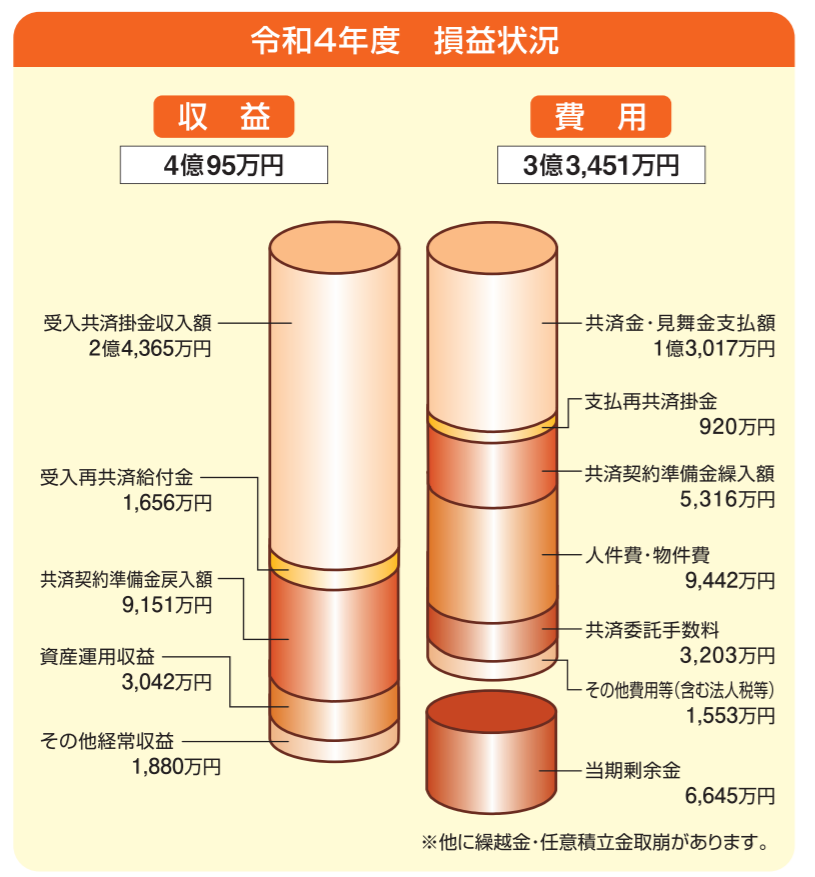 令和4年度　損益状況
収　益
4億95万円
受入共済掛金収入額
2億4,365万円
受入再共済給付金
1,656万円
共済契約準備金戻入額
9,151万円
資産運用収益
3,042万円
その他経常収益
1,880万円
費　用
3億3,451万円
共済金・見舞金支払額
1億3,017万円
支払再共済掛金
920万円
共済契約準備金繰入額
5,316万円
人件費・物件費
9,442万円
共済委託手数料
3,203万円
その他費用等(含む法人税等)
1,553万円
当期剰余金
6,645万円
※他に繰越金・任意積立金取崩があります。